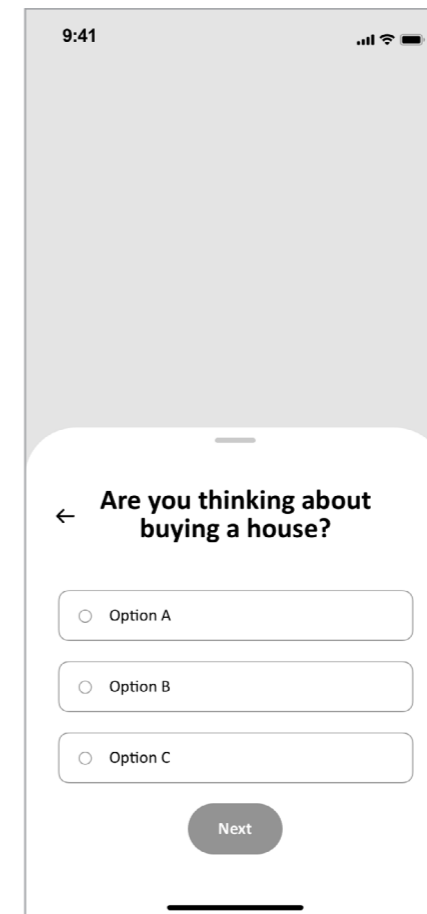 9:41
Are you thinking about
buying a house?
Option A
Option B
Option C
Next